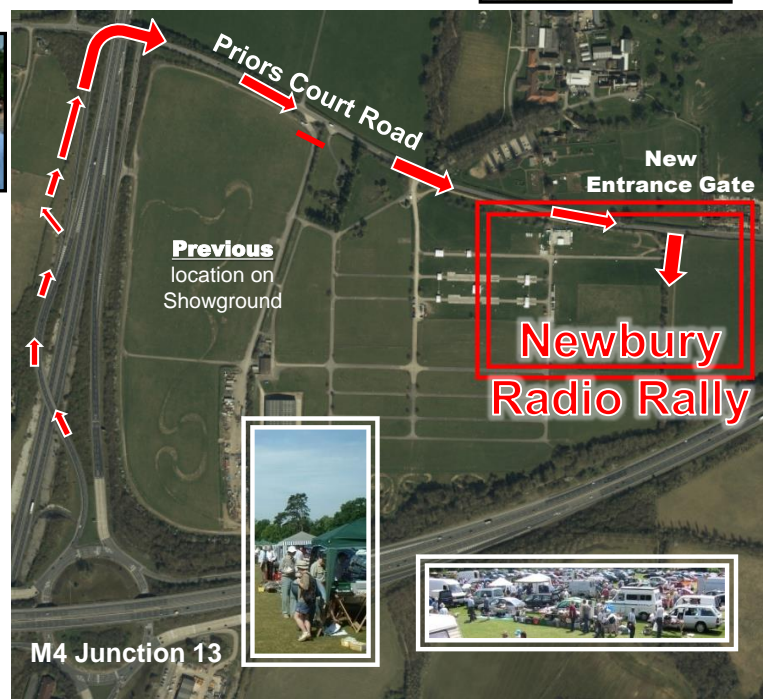 Priors Court Road
New
Entrance Gate
Previous
location on
Showground
Newbury
Radio Rally
M4 Junction 13